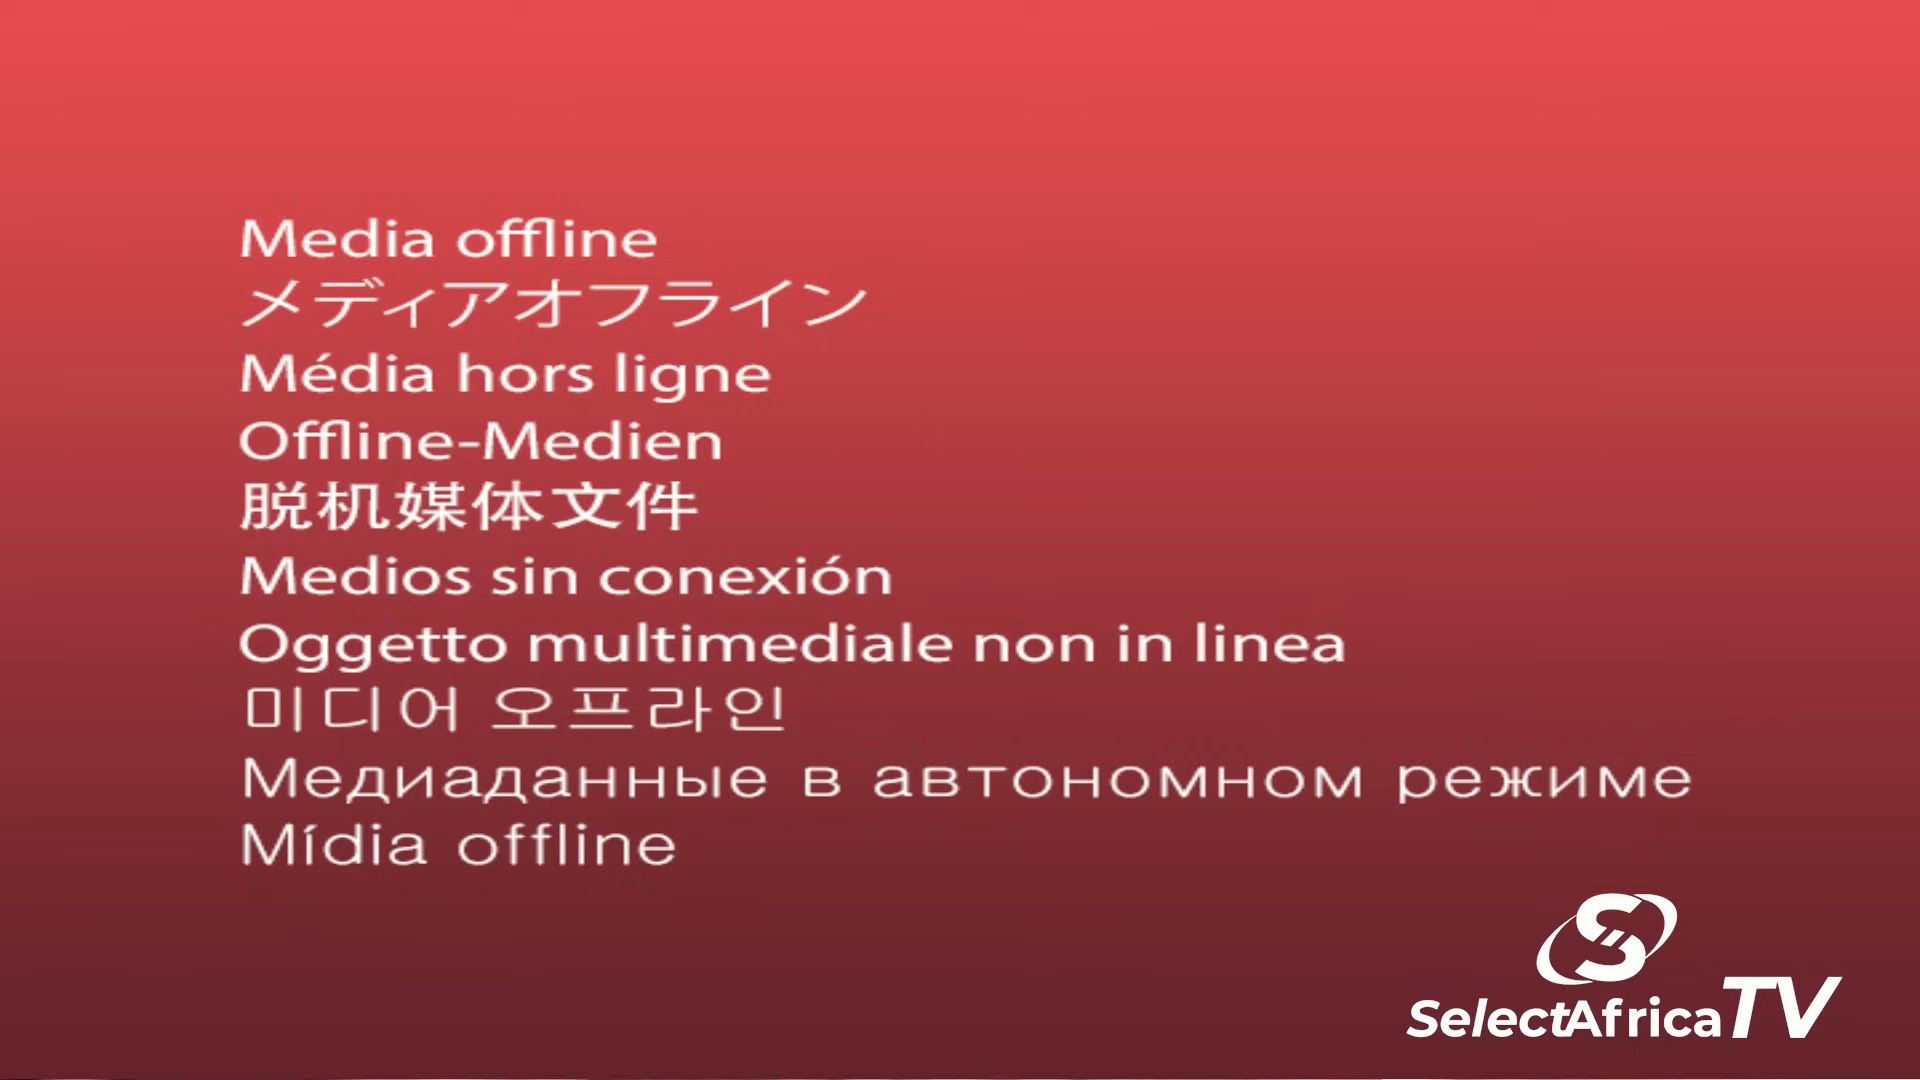 Media offline
メディアオフライン
Média hors ligne
Offline-Medien
脱机媒体文件
Medios sin conexión
Oggetto multimediale non in linea
미디어 오프라인
Медиаданные в автономном режиме
Mídia offline
SelectAfricaTV